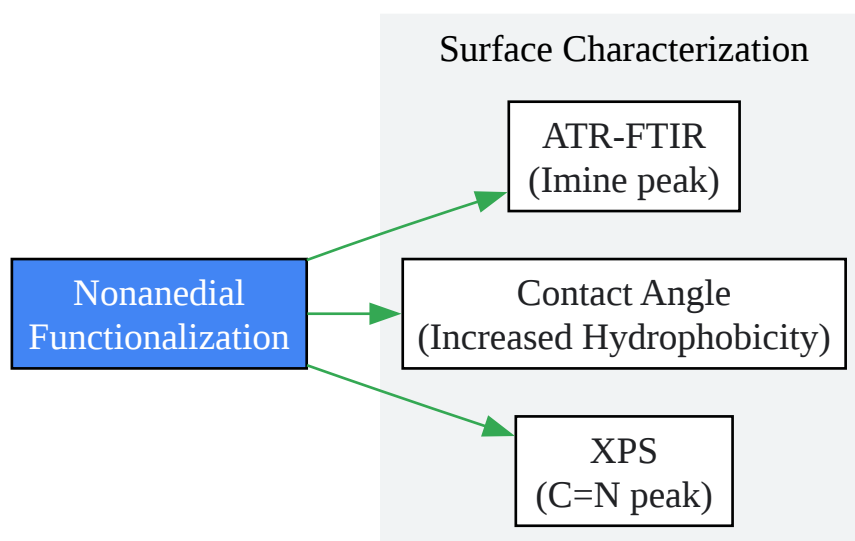 Surface Characterization
ATR-FTIR
(Imine peak)
Nonanedial
Functionalization
Contact Angle
(Increased Hydrophobicity)
XPS
(C=N peak)